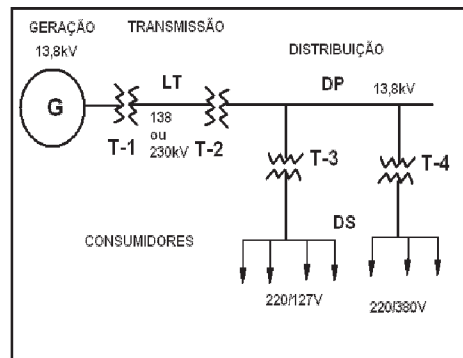 GERAÇÃO
TRANSMISSÃO
13,8kV
DISTRIBUIÇÃO
LT
DP
13,8kV
G
138
ou
230kV
T-1
T-2
T-3
T-4
DS
CONSUMIDORES
220/127V
220/380V